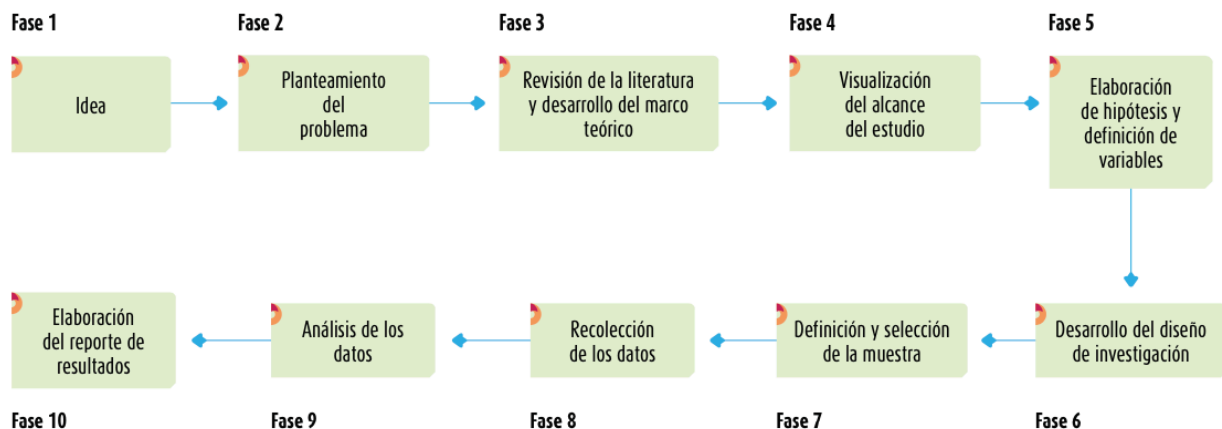 Fase 1
Idea
Fase 2
Planteamiento
del
problema
Fase 3
Revisión de la literatura
y desarrollo del marco
teórico
Fase 4
Visualización
del alcance
del estudio
Fase 5
Elaboración
de hipótesis y
definición de
variables
Desarrollo del diseño
de investigación
Fase 6
Definición y selección
de la muestra
Fase 7
Recolección
de los datos
Fase 8
Análisis de los
datos
Fase 9
Elaboración
del reporte de
resultados
Fase 10